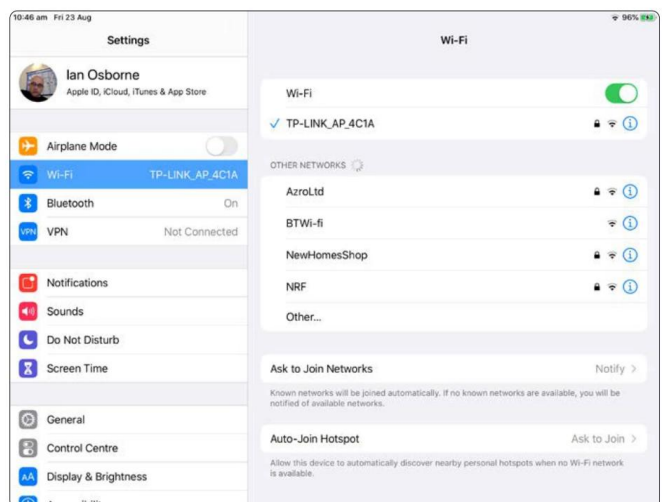 10:46 am Fri 23 Aug
96%
Settings
Ian Osborne
Apple ID, iCloud, iTunes & App Store
Airplane Mode
Wi-Fi TP-LINK_AP_4C1A
Bluetooth On
VPN VPN Not Connected
Notifications
Sounds
Do Not Disturb
Screen Time
General
Control Centre
AA Display & Brightness
Wi-Fi
Wi-Fi
TP-LINK_AP_4C1A
OTHER NETWORKS
AzroLtd
BTWi-fi
NewHomesShop
NRF
Other...
Ask to Join Networks Notify
Known networks will be joined automatically. If no known networks are available, you will be
notified of available networks.
Auto-Join Hotspot Ask to Join
Allow this device to automatically discover nearby personal hotspots when no Wi-Fi network
is available.